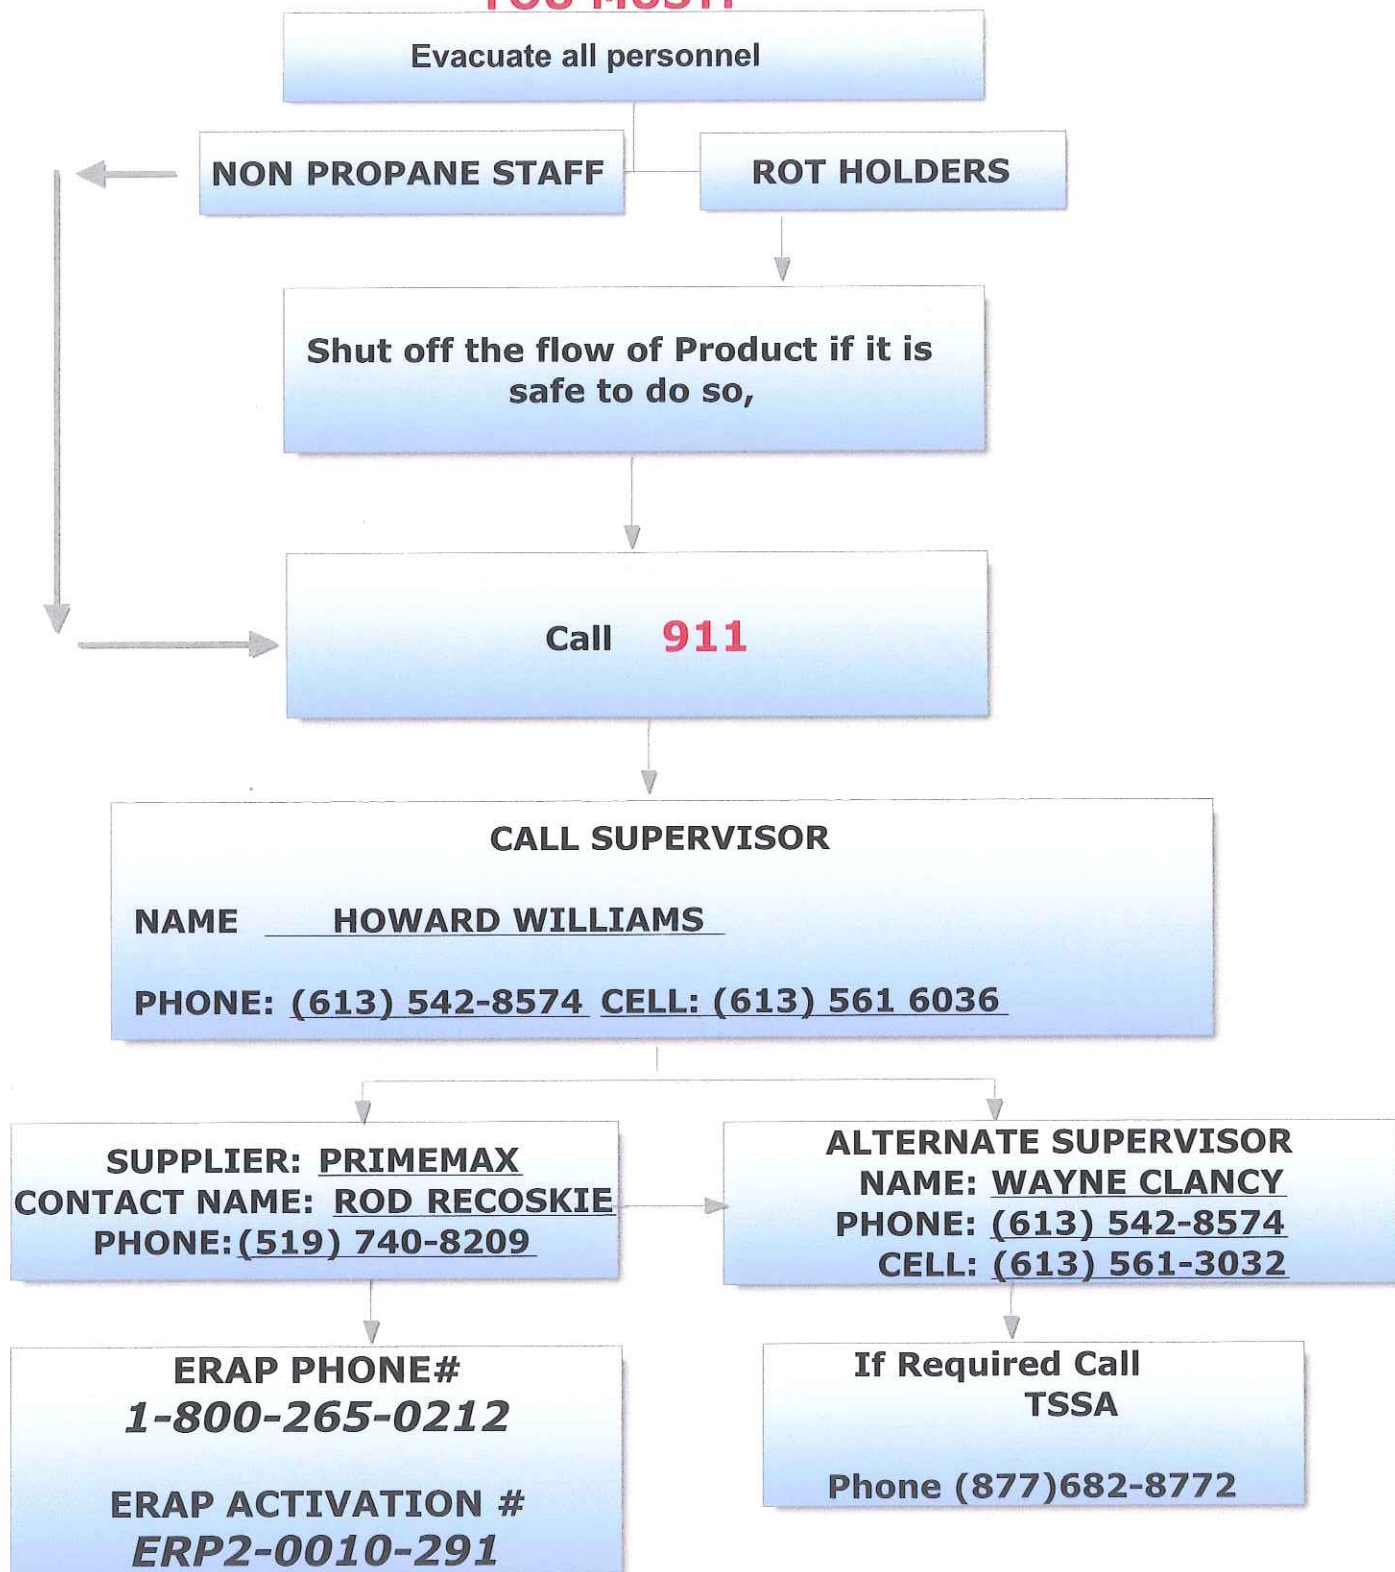 YOU MUST:
Evacuate all personnel
NON PROPANE STAFF
ROT HOLDERS
Shut off the flow of Product if it is
safe to do so,
Call 911
CALL SUPERVISOR
NAME HOWARD WILLIAMS
PHONE: (613) 542-8574 CELL: (613) 561 6036
SUPPLIER: PRIMEMAX
CONTACT NAME: ROD RECOSKIE
PHONE: (519) 740-8209
ALTERNATE SUPERVISOR
NAME: WAYNE CLANCY
PHONE: (613) 542-8574
CELL: (613) 561-3032
ERAP PHONE#
1-800-265-0212
ERAP ACTIVATION #
ERP2-0010-291
If Required Call
TSSA
Phone (877)682-8772